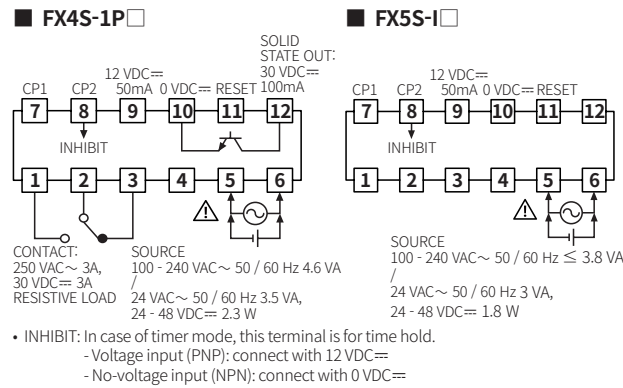 ■ FX4S-1P□
SOLID
STATE OUT:
30 VDC⎓
100mA
12 VDC⎓
CP1 CP2 50mA 0 VDC⎓ RESET
7 8 9 10 11 12
INHIBIT
1 2 3 4 5 6
CONTACT:
250 VAC~ 3A,
30 VDC⎓ 3A
RESISTIVE LOAD
SOURCE
100 - 240 VAC~ 50 / 60 Hz 4.6 VA
/
24 VAC~ 50 / 60 Hz 3.5 VA,
24 - 48 VDC⎓ 2.3 W
■ FX5S-I□
12 VDC⎓
CP1 CP2 50mA 0 VDC⎓ RESET
7 8 9 10 11 12
INHIBIT
1 2 3 4 5 6
SOURCE
100 - 240 VAC~ 50 / 60 Hz ≤ 3.8 VA
/
24 VAC~ 50 / 60 Hz 3 VA,
24 - 48 VDC⎓ 1.8 W
• INHIBIT: In case of timer mode, this terminal is for time hold.
- Voltage input (PNP): connect with 12 VDC⎓
- No-voltage input (NPN): connect with 0 VDC⎓